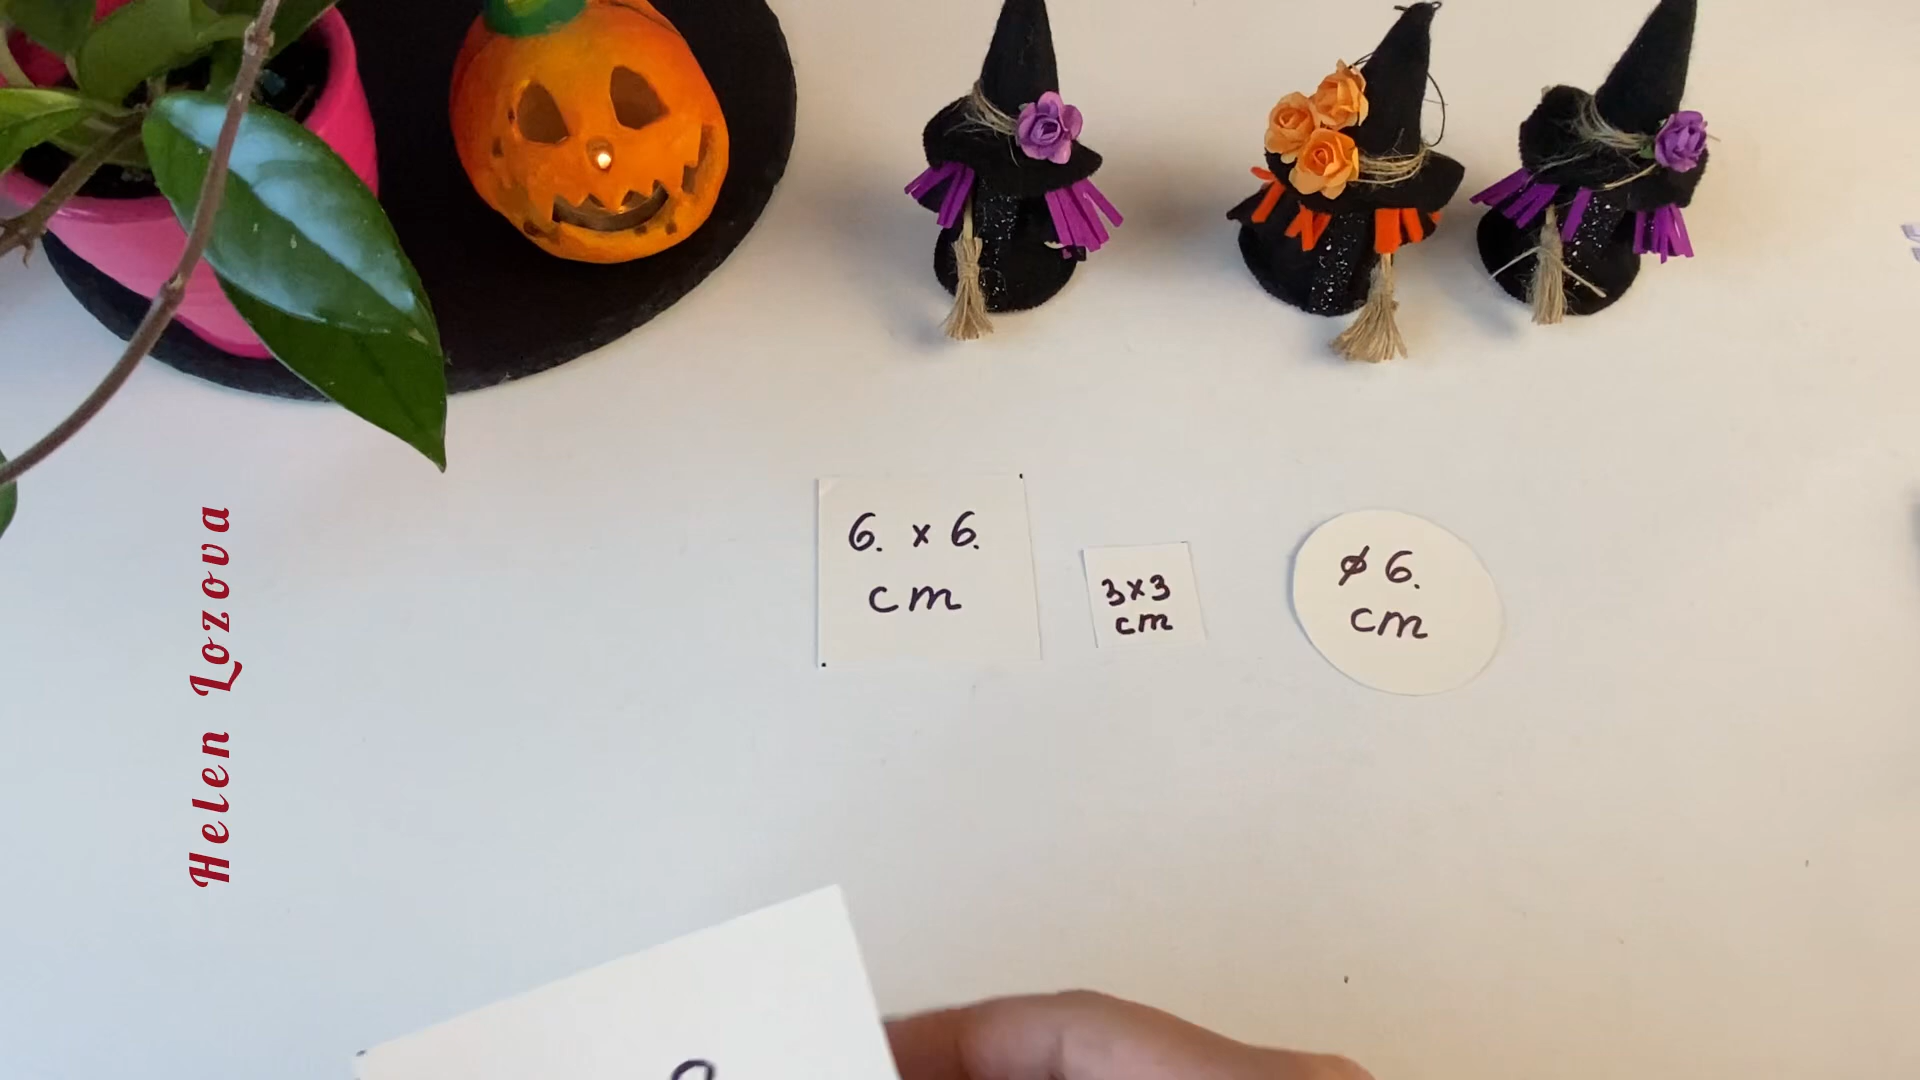 6. x 6.
cm
3x3
cm
ø 6.
cm
Helen Lozova